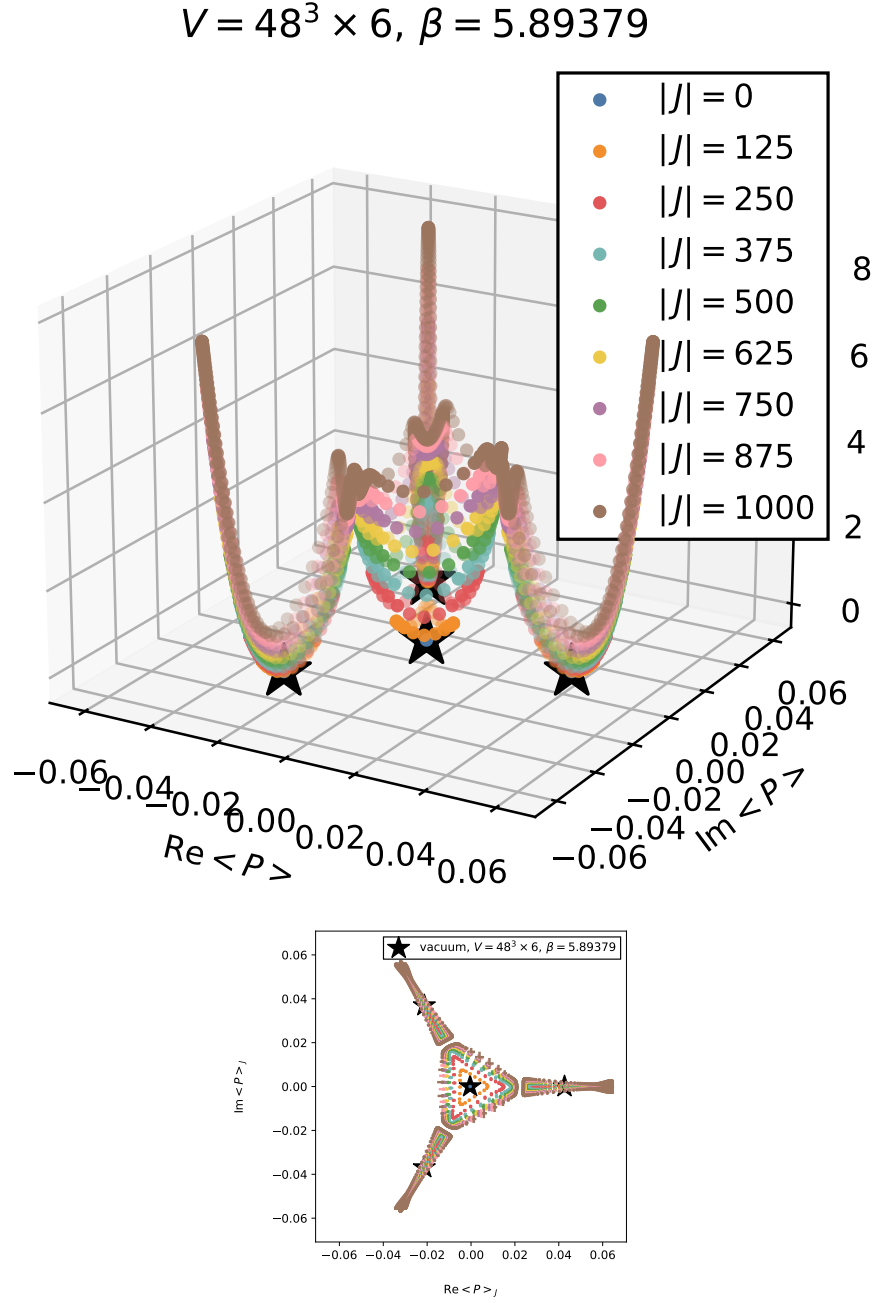 V = 48³ × 6, β = 5.89379
|J| = 0
|J| = 125
|J| = 250
|J| = 375
|J| = 500
|J| = 625
|J| = 750
|J| = 875
|J| = 1000
8
6
4
2
0
−0.06
−0.04
−0.02
0.00
0.02
0.04
0.06
Re < P >
0.06
0.04
0.02
0.00
−0.02
−0.04
−0.06
Im < P >
vacuum, V = 48³ × 6, β = 5.89379
0.06
0.04
0.02
0.00
−0.02
−0.04
−0.06
Im < P >_J
−0.06 −0.04 −0.02 0.00 0.02 0.04 0.06
Re < P >_J